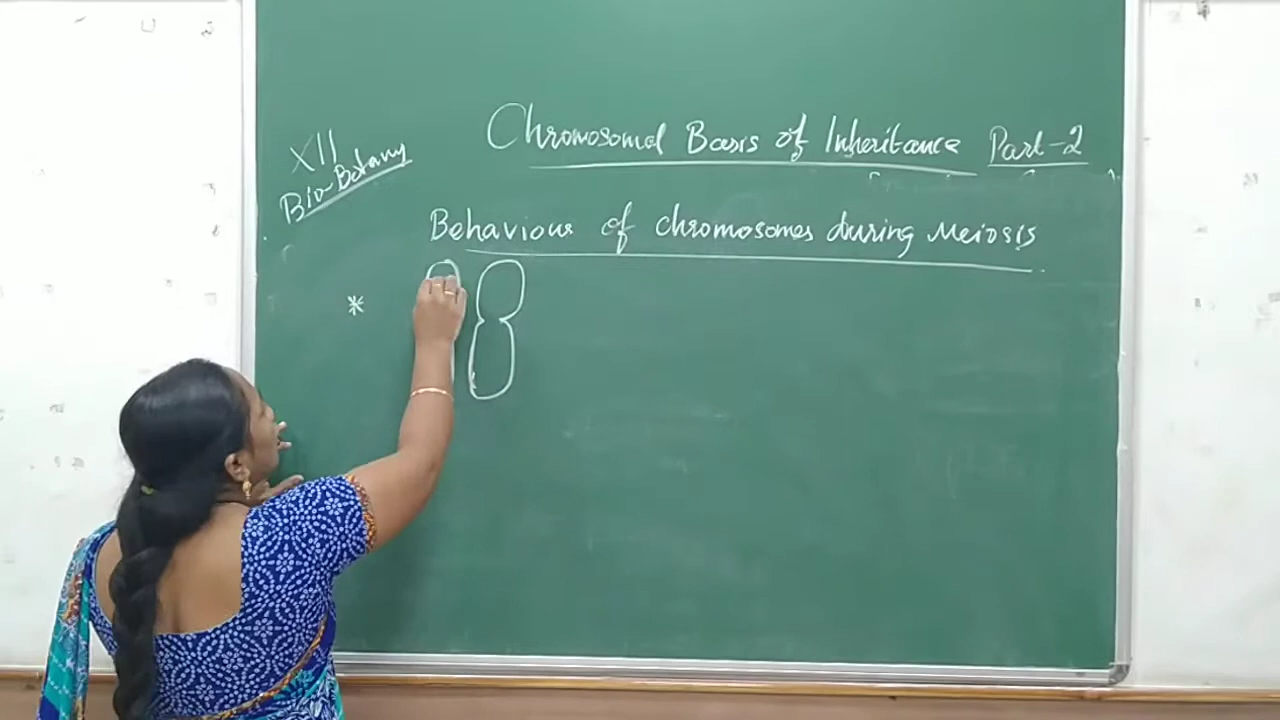 XII
Bio-Botany
Chromosomal Basis of Inheritance Part-2
Behaviour of chromosomes during Meiosis
*